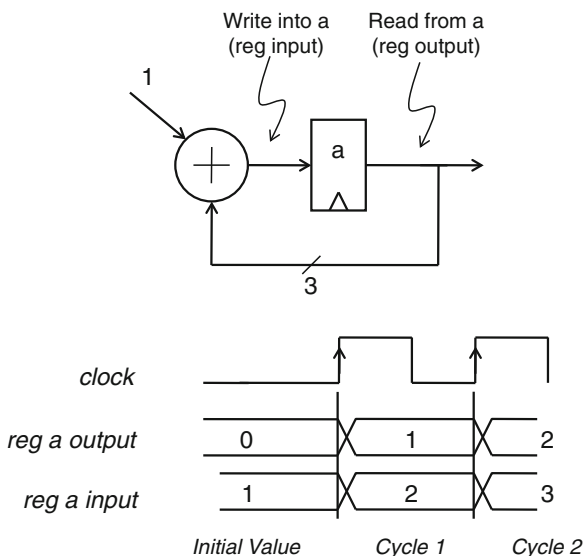 Write into a
(reg input)
Read from a
(reg output)
1
a
3
clock
reg a output
0
1
2
reg a input
1
2
3
Initial Value
Cycle 1
Cycle 2